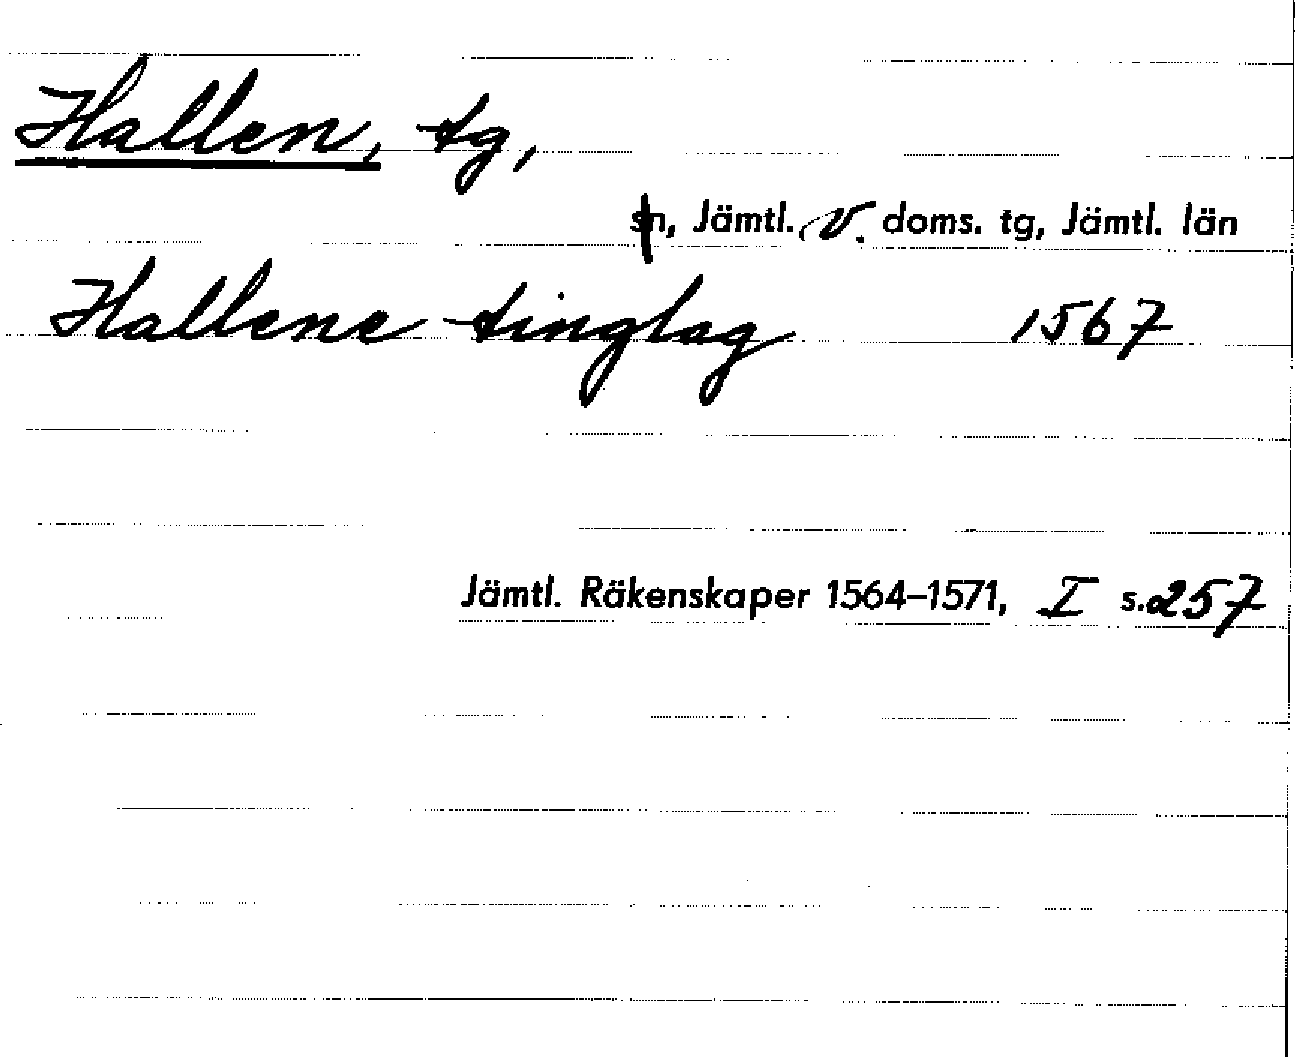 Hallen, tg,
sn, Jämtl. v. doms. tg, Jämtl. län
Hallene tinglag 1567
Jämtl. Räkenskaper 1564–1571, I s. 257